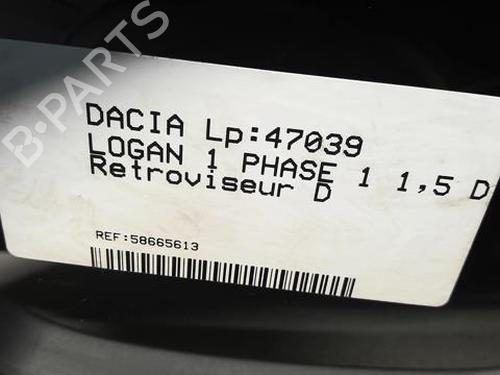 B-PARTS
DACIA Lp:47039
LOGAN 1 PHASE 1 1,5 D
Retroviseur D
REF:58665613